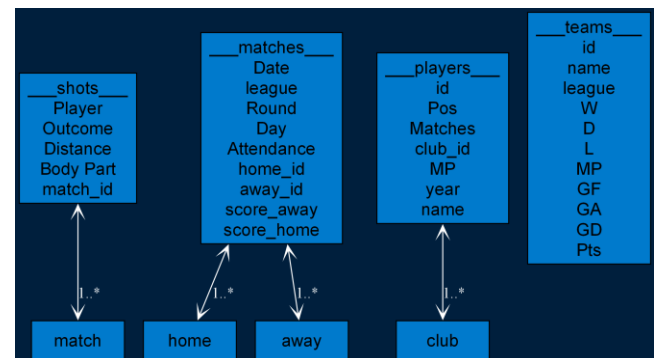 ___shots___
Player
Outcome
Distance
Body Part
match_id
___matches___
Date
league
Round
Day
Attendance
home_id
away_id
score_away
score_home
___players___
id
Pos
Matches
club_id
MP
year
name
___teams___
id
name
league
W
D
L
MP
GF
GA
GD
Pts
1..*
1..*
1..*
1..*
match
home
away
club